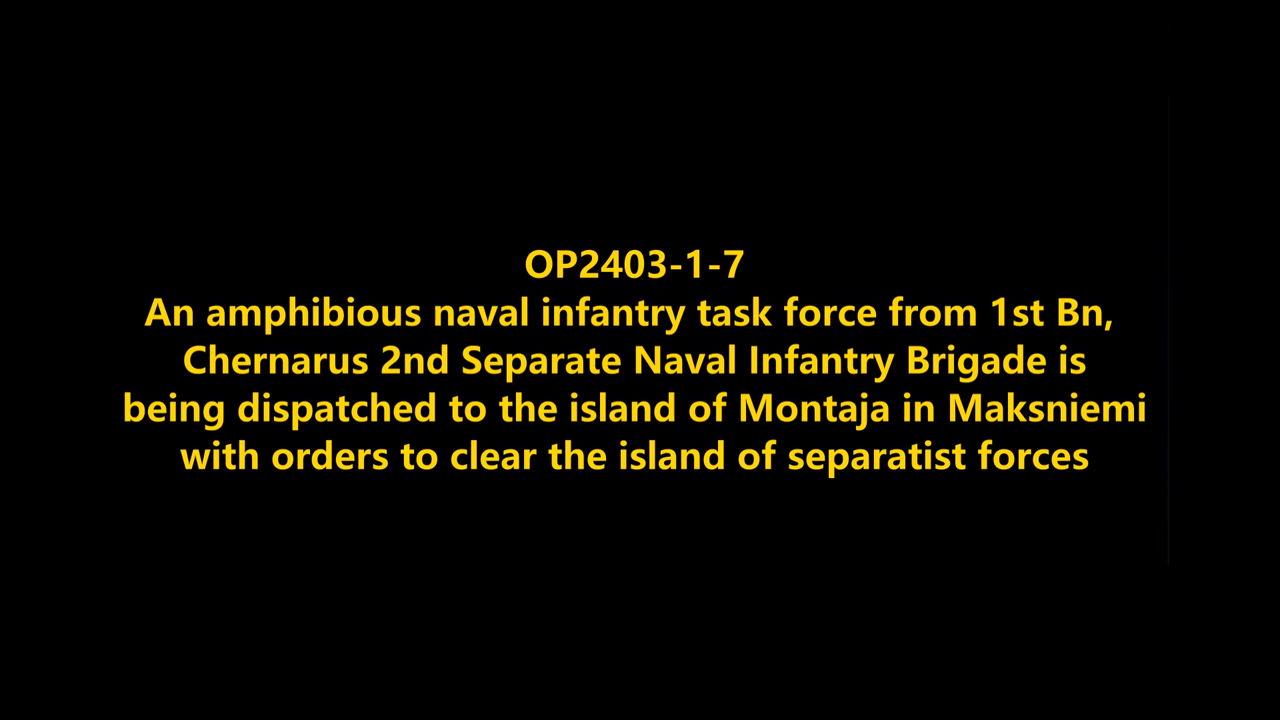 OP2403-1-7
An amphibious naval infantry task force from 1st Bn,
Chernarus 2nd Separate Naval Infantry Brigade is
being dispatched to the island of Montaja in Maksniemi
with orders to clear the island of separatist forces